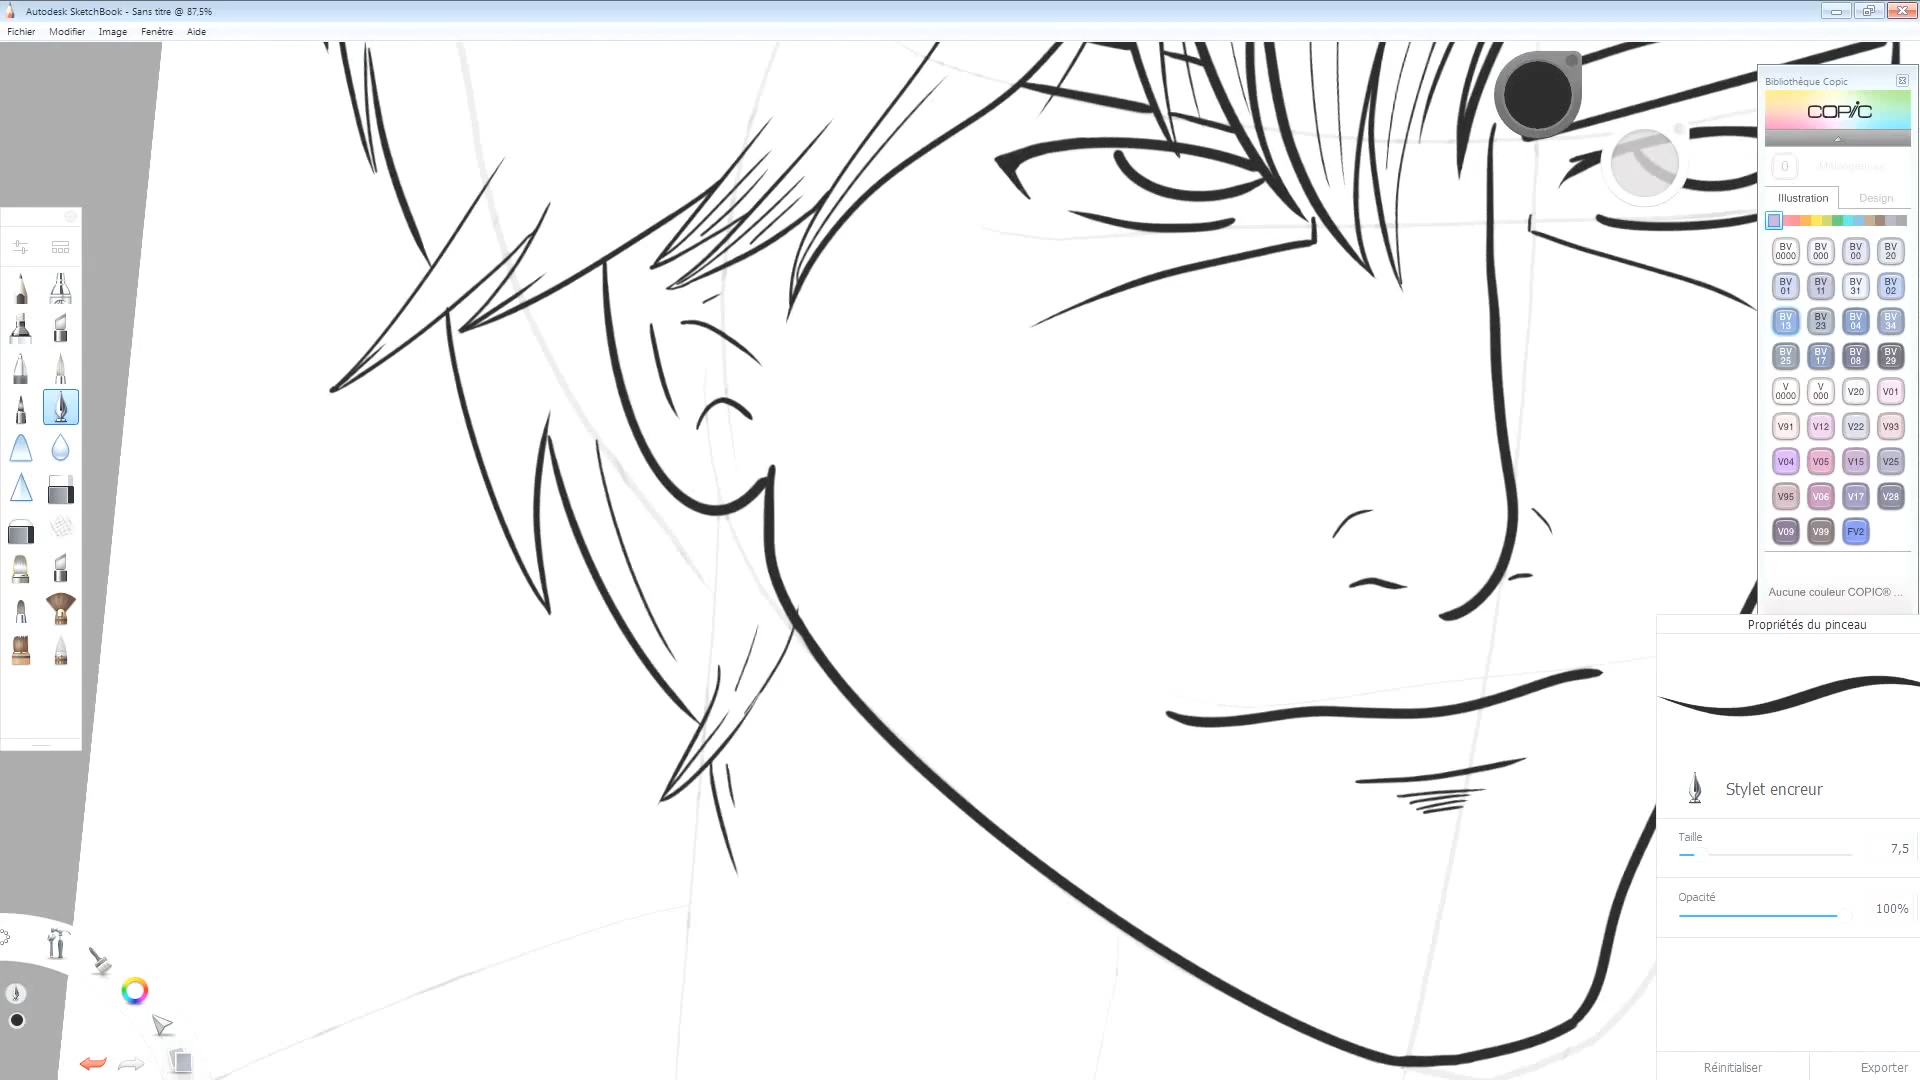 Autodesk SketchBook - Sans titre @ 87,5%
Fichier Modifier Image Fenêtre Aide
Bibliothèque Copic
COPIC
0
Illustration Design
BV 0000 BV 000 BV 00 BV 20
BV 01 BV 11 BV 31 BV 02
BV 13 BV 23 BV 04 BV 34
BV 25 BV 17 BV 08 BV 29
V 0000 V 000 V20 V01
V91 V12 V22 V93
V04 V05 V15 V25
V95 V06 V17 V28
V09 V99 FV2
Aucune couleur COPIC® ...
Propriétés du pinceau
Stylet encreur
Taille
7,5
Opacité
100%
Réinitialiser Exporter